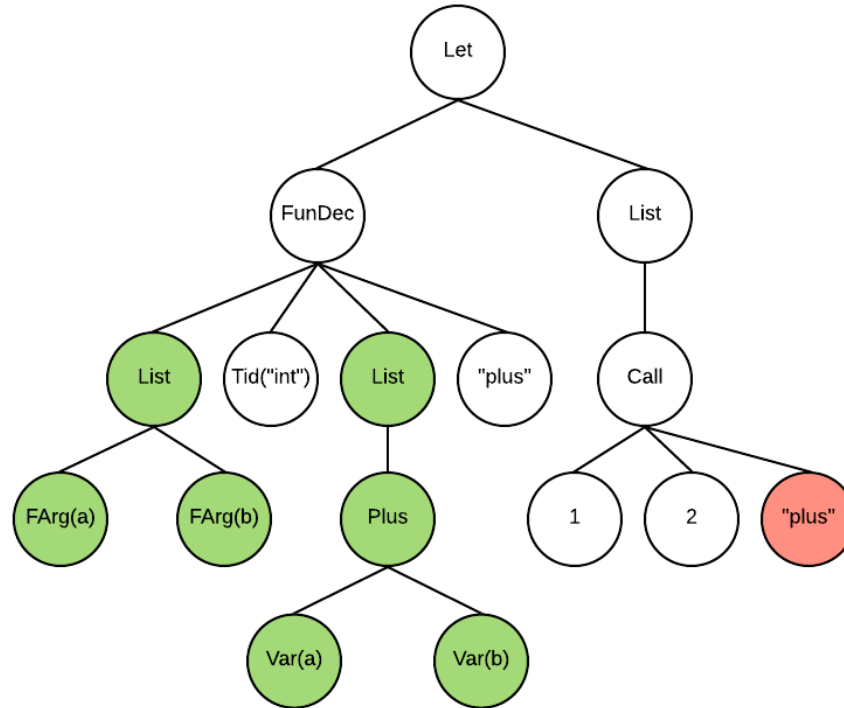 Let
FunDec
List
List
Tid("int")
List
"plus"
Call
FArg(a)
FArg(b)
Plus
1
2
"plus"
Var(a)
Var(b)